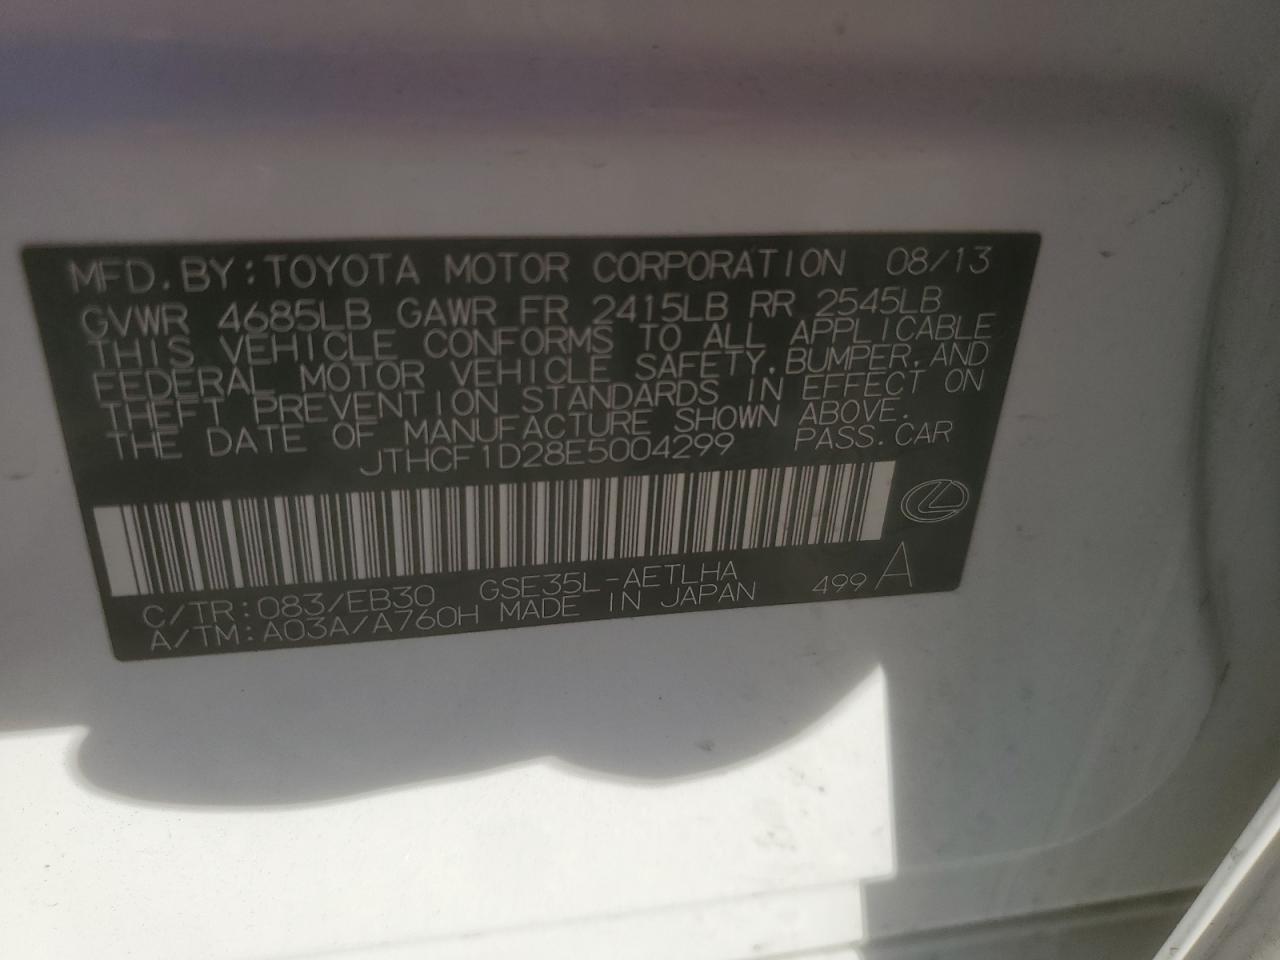 MFD. BY: TOYOTA MOTOR CORPORATION 08/13
GVWR 4685LB GAWR FR 2415LB RR 2545LB
THIS VEHICLE CONFORMS TO ALL APPLICABLE
FEDERAL MOTOR VEHICLE SAFETY, BUMPER, AND
THEFT PREVENTION STANDARDS IN EFFECT ON
THE DATE OF MANUFACTURE SHOWN ABOVE.
JTHCF1D28E5004299 PASS. CAR
C/TR: 083/EB30 GSE35L-AETLHA 499 A
A/TM: A03A/A760H MADE IN JAPAN